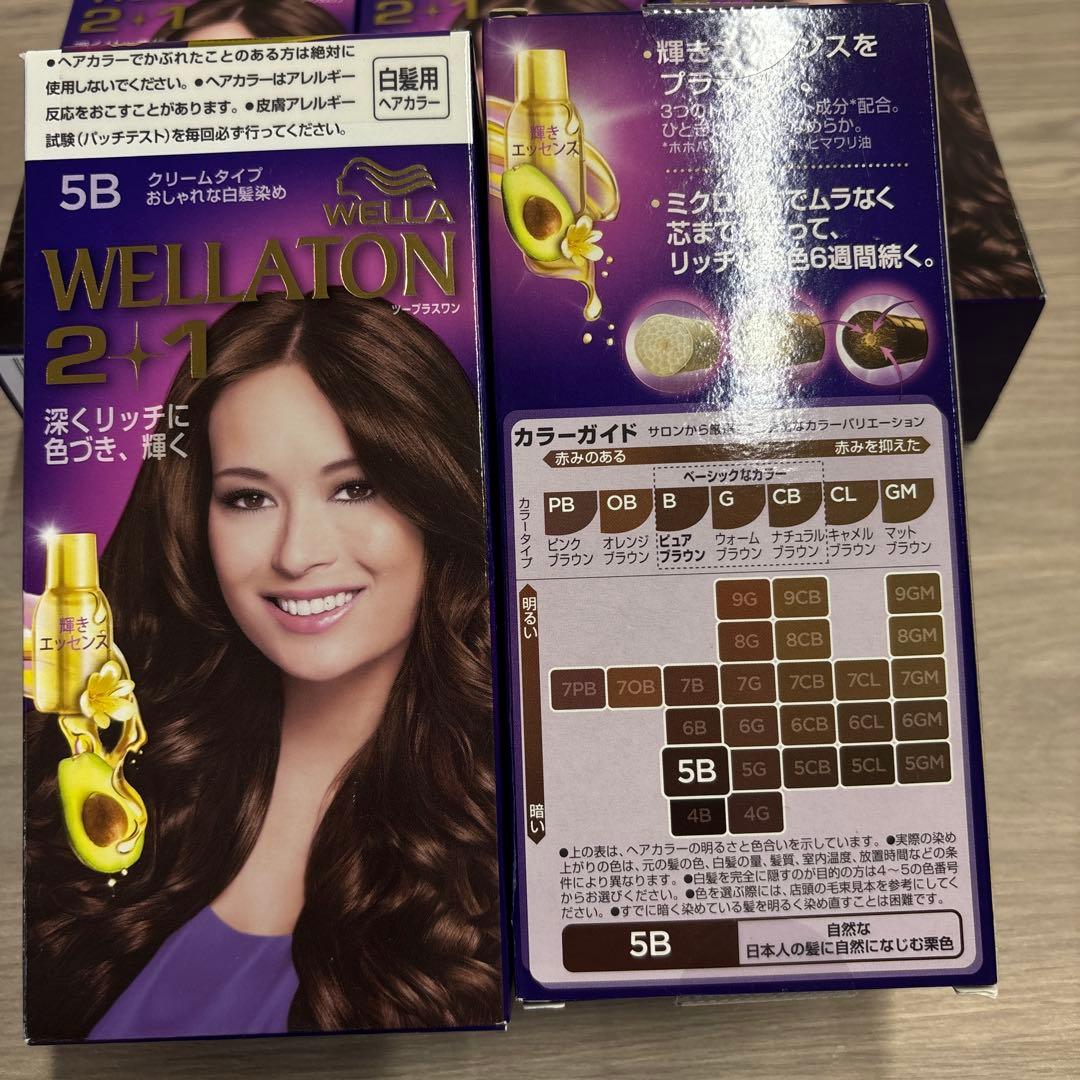 2+1
2+1
●ヘアカラーでかぶれたことのある方は絶対に
使用しないでください。●ヘアカラーはアレルギー
反応をおこすことがあります。●皮膚アレルギー
試験（パッチテスト）を毎回必ず行ってください。
白髪用
ヘアカラー
5B
クリームタイプ
おしゃれな白髪染め
WELLA
WELLATON
ツープラスワン
2+1
深くリッチに
色づき、輝く
輝き
エッセンス
・輝き ンスを
プラ
3つの 成分*配合。
ひと めらか。
*ホホバ ヒマワリ油
輝き
エッセンス
・ミクロ でムラなく
芯まで って、
リッチ 色6週間続く。
カラーガイド サロンから カラーバリエーション
赤みのある 赤みを抑えた
ベーシックなカラー
カラータイプ
PB OB B G CB CL GM
ピンク オレンジ ピュア ウォーム ナチュラル キャメル マット
ブラウン ブラウン ブラウン ブラウン ブラウン ブラウン ブラウン
明るい
9G 9CB 9GM
8G 8CB 8GM
7PB 7OB 7B 7G 7CB 7CL 7GM
6B 6G 6CB 6CL 6GM
5B 5G 5CB 5CL 5GM
4B 4G
暗い
●上の表は、ヘアカラーの明るさと色合いを示しています。●実際の染め
上がりの色は、元の髪の色、白髪の量、髪質、室内温度、放置時間などの条
件により異なります。●白髪を完全に隠すのが目的の方は4～5の色番号
からお選びください。●色を選ぶ際には、店頭の毛束見本を参考にしてく
ださい。●すでに暗く染めている髪を明るく染め直すことは困難です。
5B
自然な
日本人の髪に自然になじむ栗色